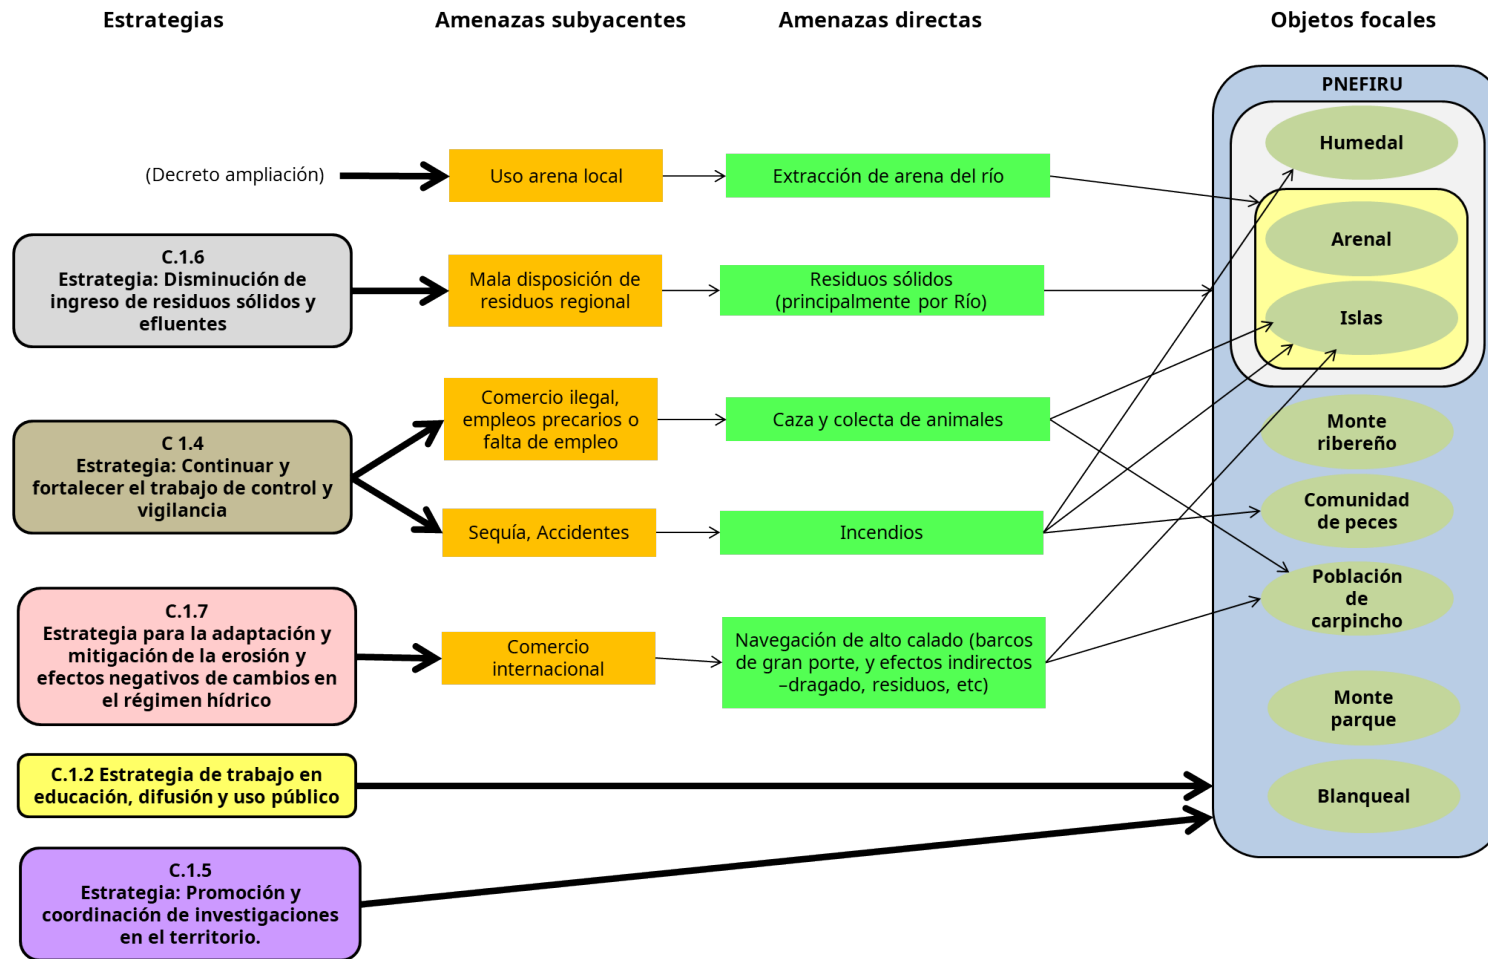 Estrategias
Amenazas subyacentes
Amenazas directas
Objetos focales
PNEFIRU
(Decreto ampliación)
Uso arena local
Extracción de arena del río
Humedal
Arenal
Islas
C.1.6
Estrategia: Disminución de
ingreso de residuos sólidos y
efluentes
Mala disposición de
residuos regional
Residuos sólidos
(principalmente por Río)
C 1.4
Estrategia: Continuar y
fortalecer el trabajo de control y
vigilancia
Comercio ilegal,
empleos precarios o
falta de empleo
Caza y colecta de animales
Sequía, Accidentes
Incendios
Monte
ribereño
Comunidad
de peces
Población
de
carpincho
C.1.7
Estrategia para la adaptación y
mitigación de la erosión y
efectos negativos de cambios en
el régimen hídrico
Comercio
internacional
Navegación de alto calado (barcos
de gran porte, y efectos indirectos
–dragado, residuos, etc)
Monte
parque
Blanqueal
C.1.2 Estrategia de trabajo en
educación, difusión y uso público
C.1.5
Estrategia: Promoción y
coordinación de investigaciones
en el territorio.